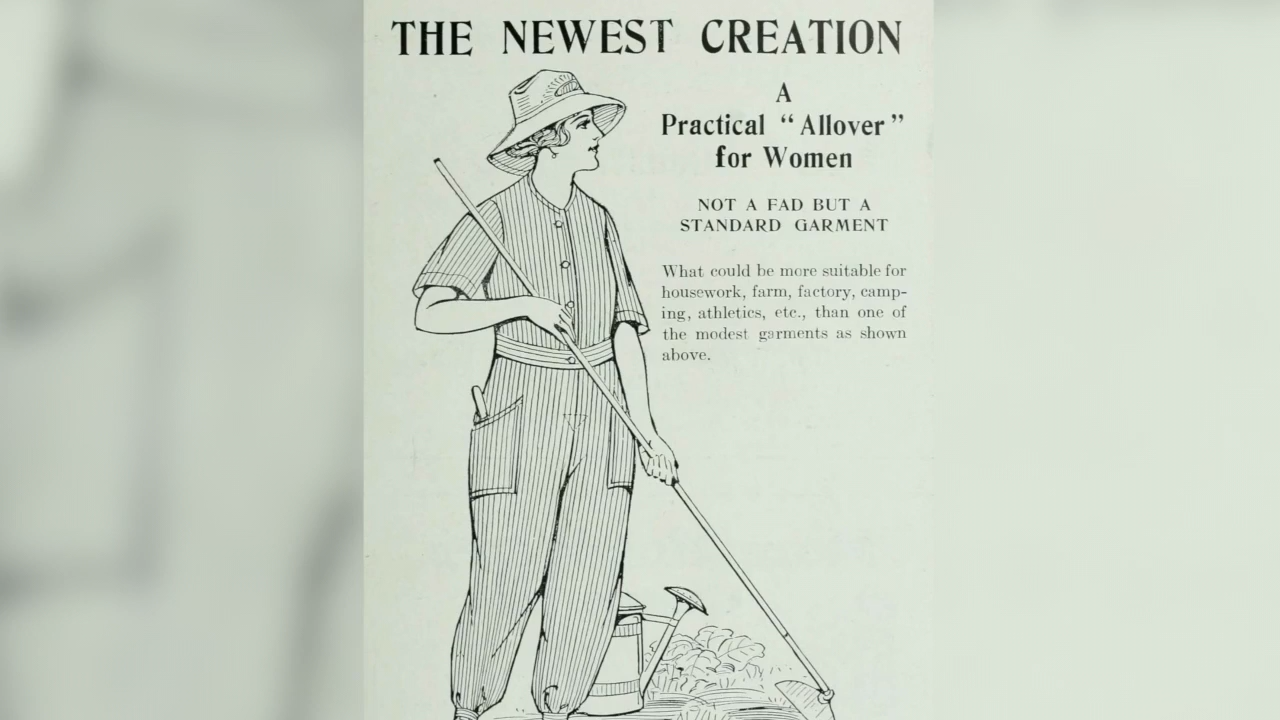 THE NEWEST CREATION
A
Practical “Allover”
for Women
NOT A FAD BUT A
STANDARD GARMENT
What could be more suitable for
housework, farm, factory, camp-
ing, athletics, etc., than one of
the modest garments as shown
above.